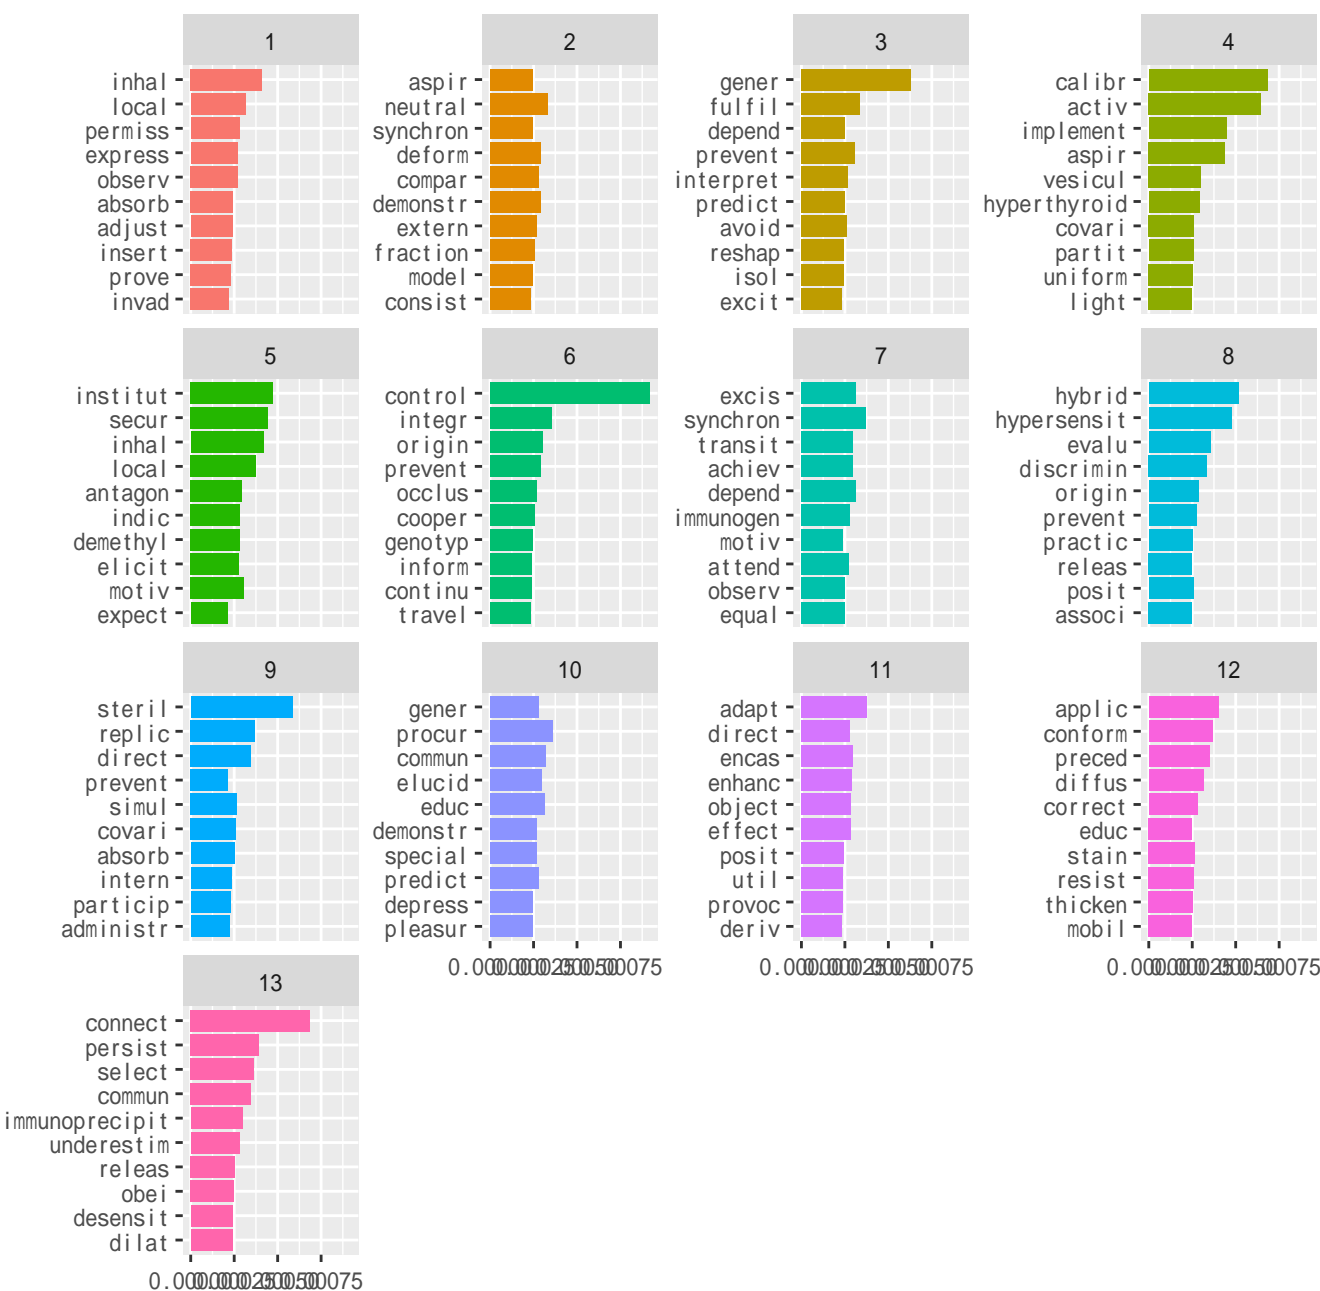 1
inhal
local
permiss
express
observ
absorb
adjust
insert
prove
invad
2
aspir
neutral
synchron
deform
compar
demonstr
extern
fraction
model
consist
3
gener
fulfil
depend
prevent
interpret
predict
avoid
reshap
isol
excit
4
calibr
activ
implement
aspir
vesicul
hyperthyroid
covari
partit
uniform
light
5
institut
secur
inhal
local
antagon
indic
demethyl
elicit
motiv
expect
6
control
integr
origin
prevent
occlus
cooper
genotyp
inform
continu
travel
7
excis
synchron
transit
achiev
depend
immunogen
motiv
attend
observ
equal
8
hybrid
hypersensit
evalu
discrimin
origin
prevent
practic
releas
posit
associ
9
steril
replic
direct
prevent
simul
covari
absorb
intern
particip
administr
10
gener
procur
commun
elucid
educ
demonstr
special
predict
depress
pleasur
11
adapt
direct
encas
enhanc
object
effect
posit
util
provoc
deriv
12
applic
conform
preced
diffus
correct
educ
stain
resist
thicken
mobil
13
connect
persist
select
commun
immunoprecipit
underestim
releas
obei
desensit
dilat